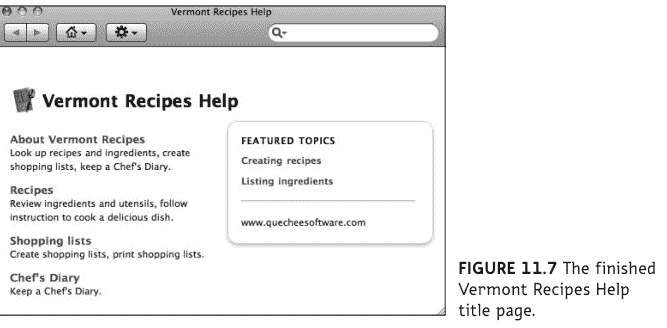 Vermont Recipes Help
Vermont Recipes Help
About Vermont Recipes
Look up recipes and ingredients, create
shopping lists, keep a Chef's Diary.
Recipes
Review ingredients and utensils, follow
instruction to cook a delicious dish.
Shopping lists
Create shopping lists, print shopping lists.
Chef's Diary
Keep a Chef's Diary.
FEATURED TOPICS
Creating recipes
Listing ingredients
www.quecheesoftware.com
FIGURE 11.7 The finished
Vermont Recipes Help
title page.